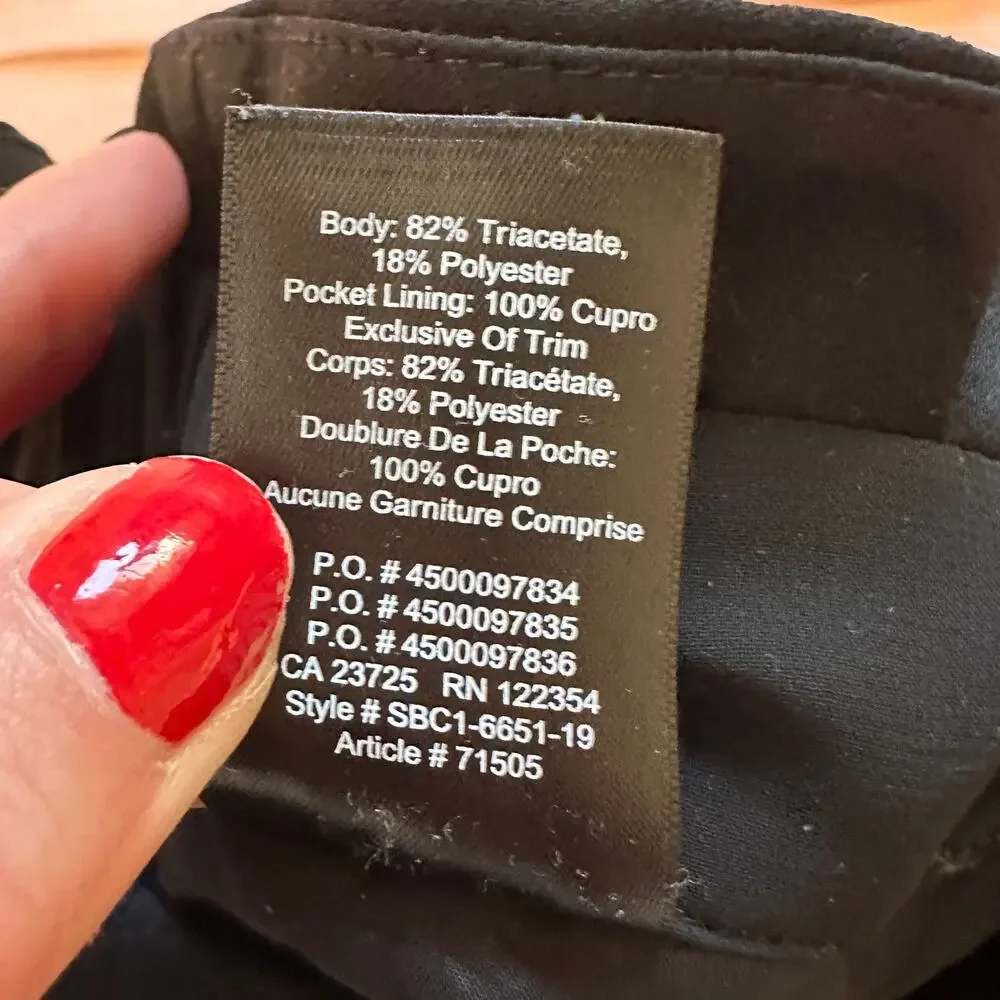 Body: 82% Triacetate,
18% Polyester
Pocket Lining: 100% Cupro
Exclusive Of Trim
Corps: 82% Triacétate,
18% Polyester
Doublure De La Poche:
100% Cupro
Aucune Garniture Comprise
P.O. # 4500097834
P.O. # 4500097835
P.O. # 4500097836
CA 23725 RN 122354
Style # SBC1-6651-19
Article # 71505